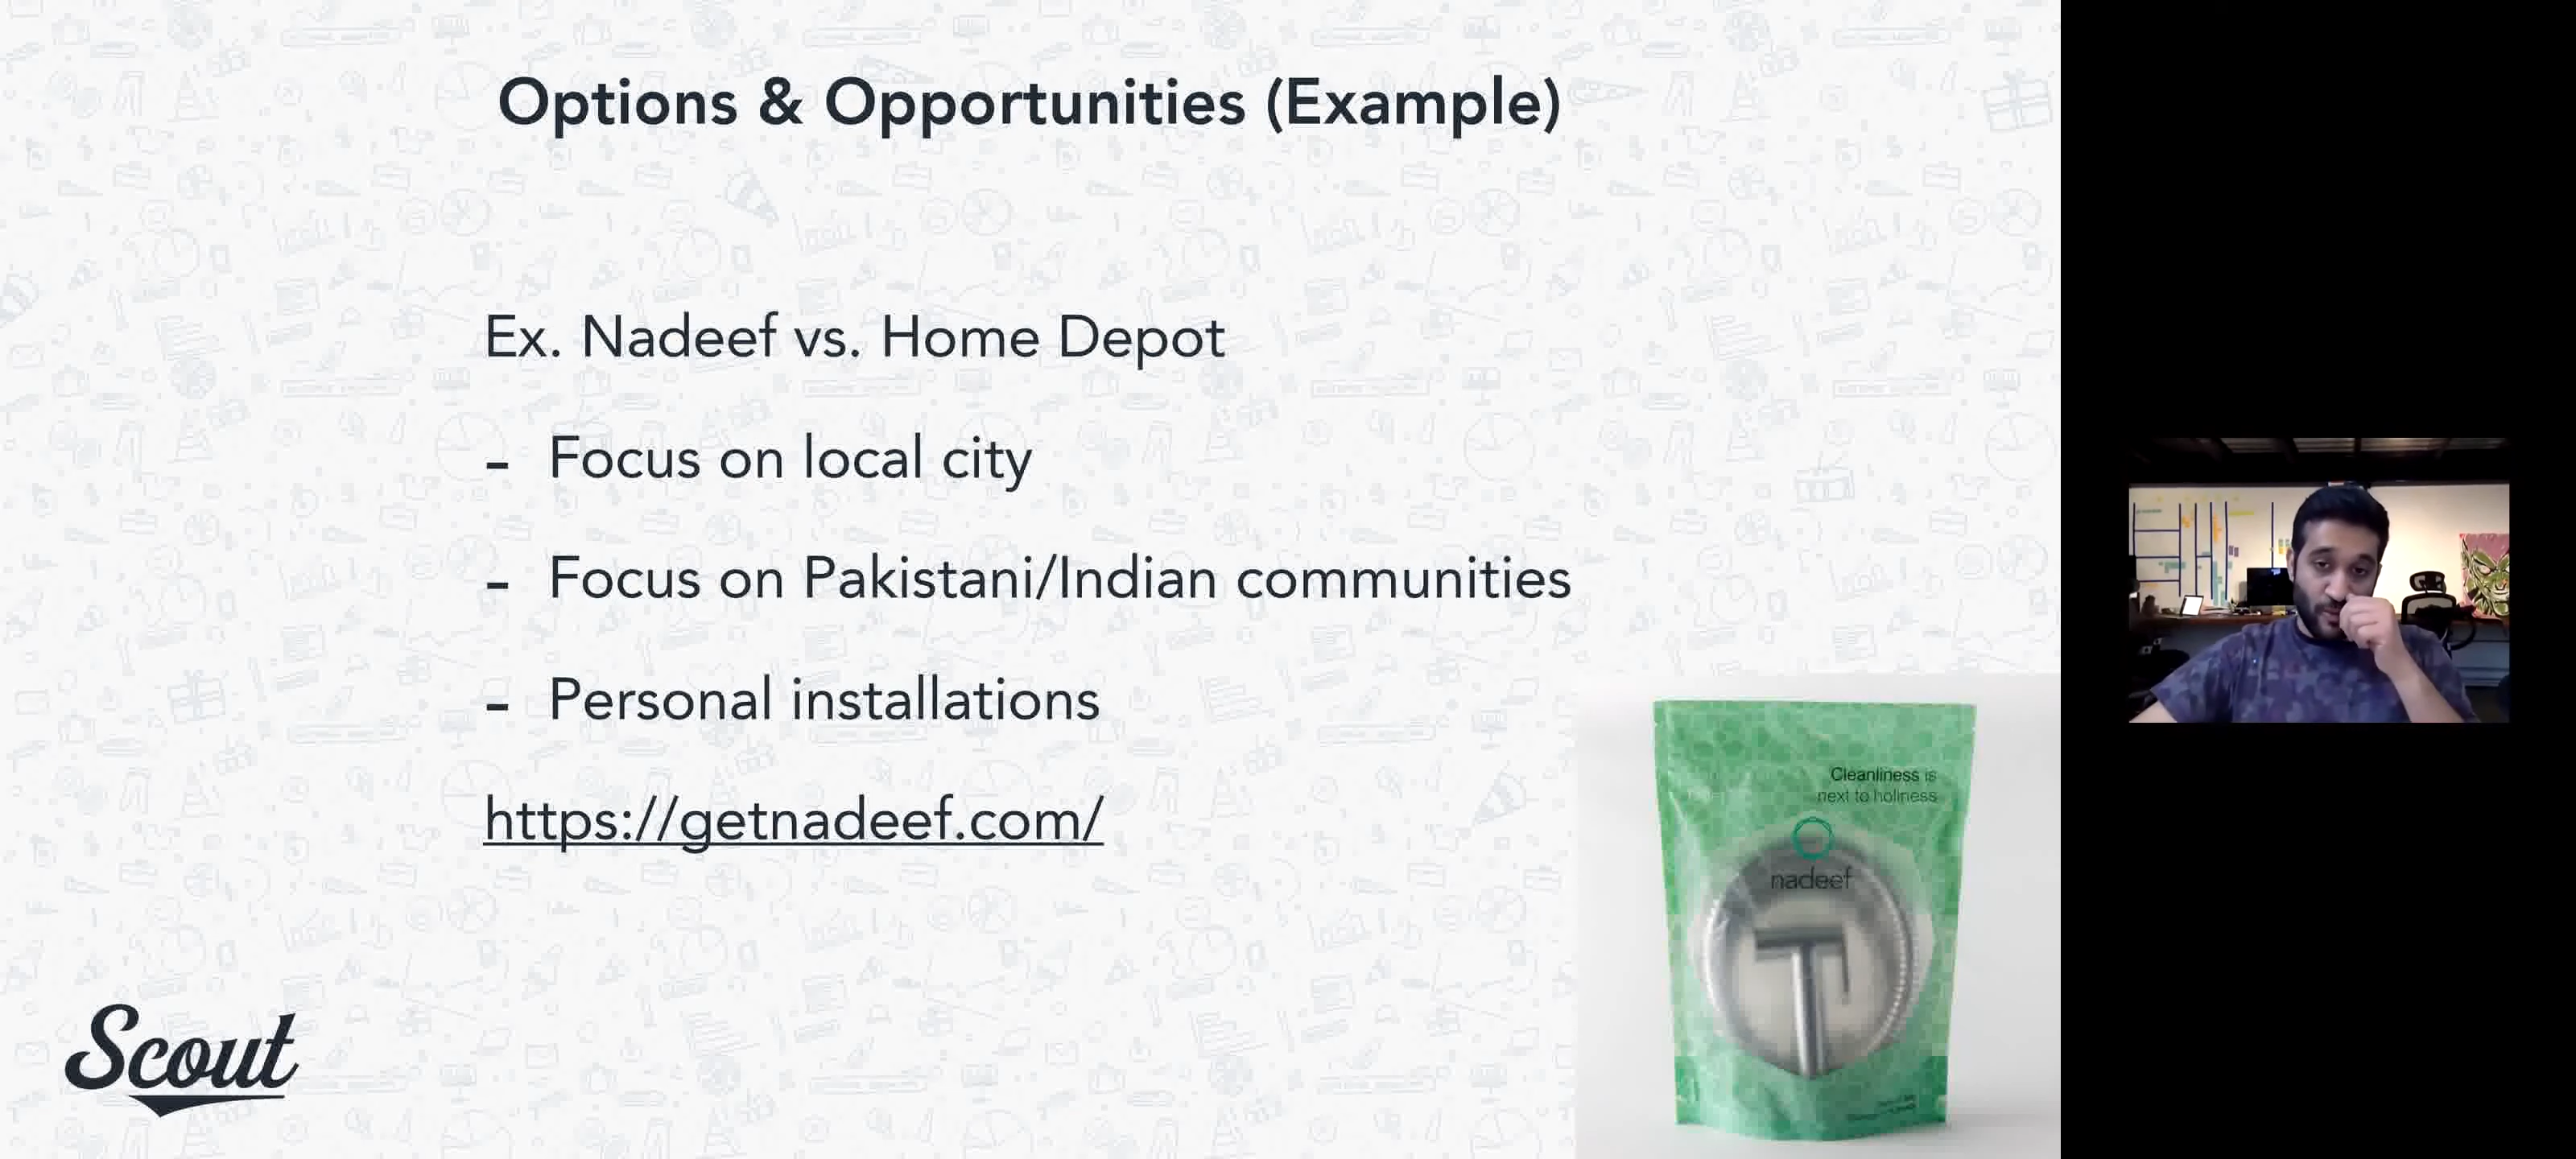 Options & Opportunities (Example)
Ex. Nadeef vs. Home Depot
- Focus on local city
- Focus on Pakistani/Indian communities
- Personal installations
https://getnadeef.com/
Cleanliness is
next to holiness
nadeef
Scout